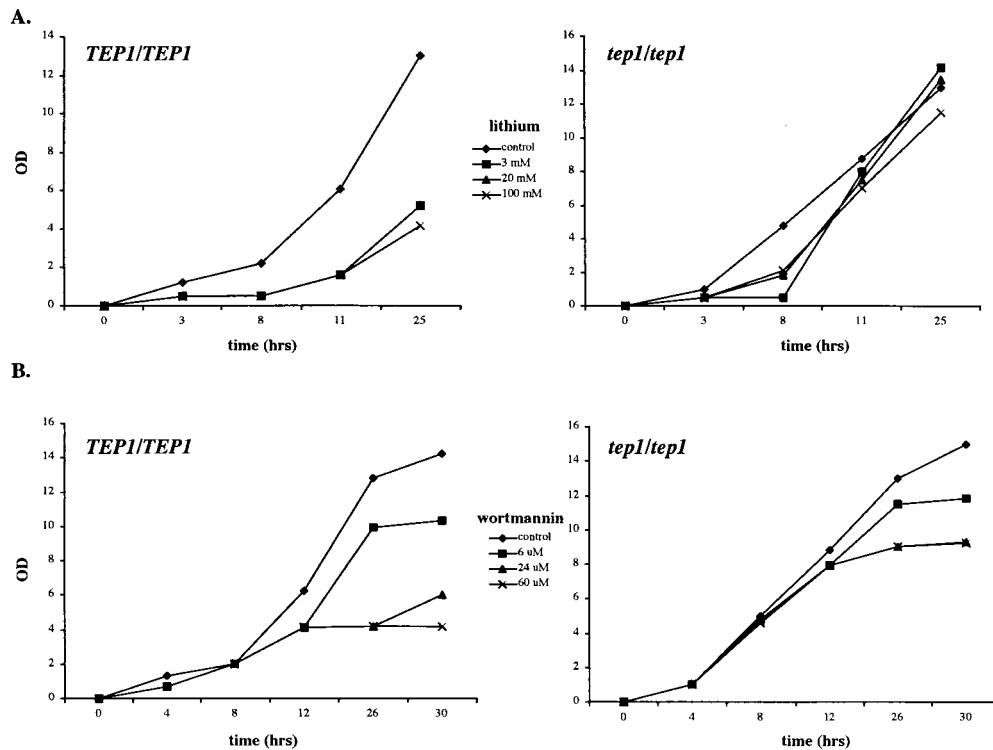 A.
TEP1/TEP1
14
12
10
8
6
4
2
0
OD
0 3 8 11 25
time (hrs)
lithium
control
3 mM
20 mM
100 mM
tep1/tep1
16
14
12
10
8
6
4
2
0
0 3 8 11 25
time (hrs)
B.
TEP1/TEP1
16
14
12
10
8
6
4
2
0
OD
0 4 8 12 26 30
time (hrs)
wortmannin
control
6 uM
24 uM
60 uM
tep1/tep1
16
14
12
10
8
6
4
2
0
0 4 8 12 26 30
time (hrs)